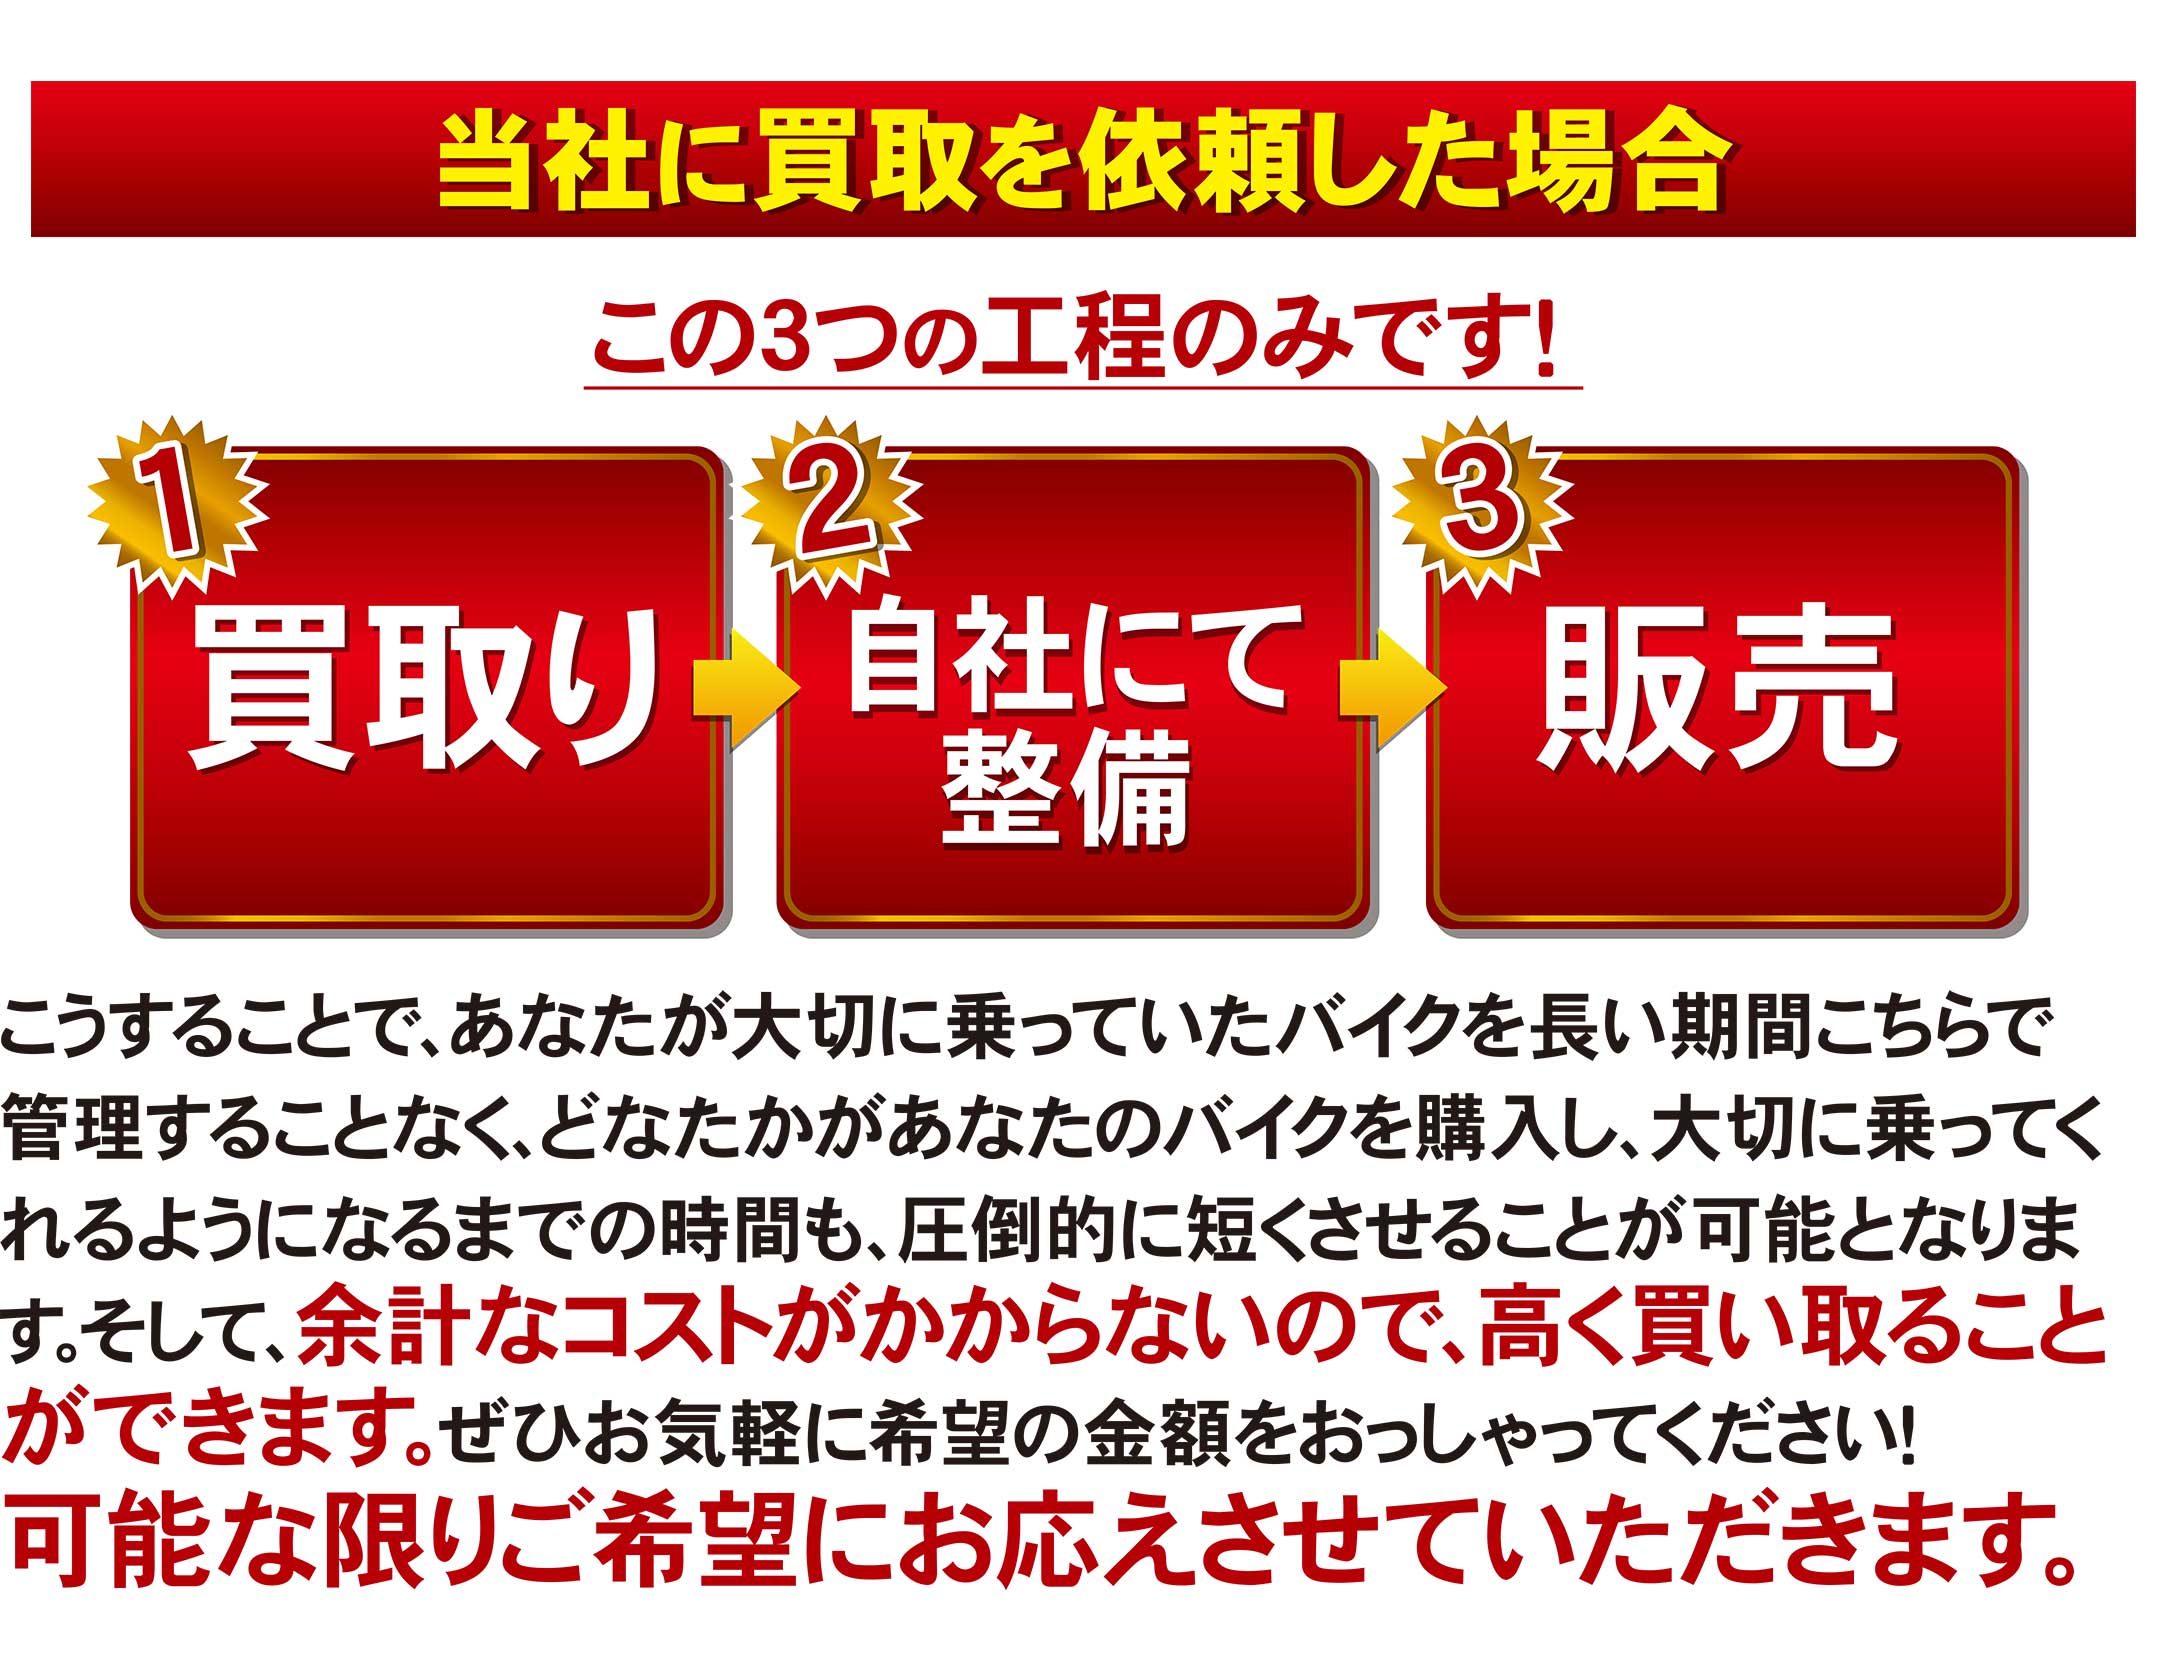 当社に買取を依頼した場合
この3つの工程のみです!
1
買取り
2
自社にて
整備
3
販売
こうすることで、あなたが大切に乗っていたバイクを長い期間こちらで
管理することなく、どなたかがあなたのバイクを購入し、大切に乗ってく
れるようになるまでの時間も、圧倒的に短くさせることが可能となりま
す。そして、余計なコストがかからないので、高く買い取ること
ができます。ぜひお気軽に希望の金額をおっしゃってください!
可能な限りご希望にお応えさせていただきます。